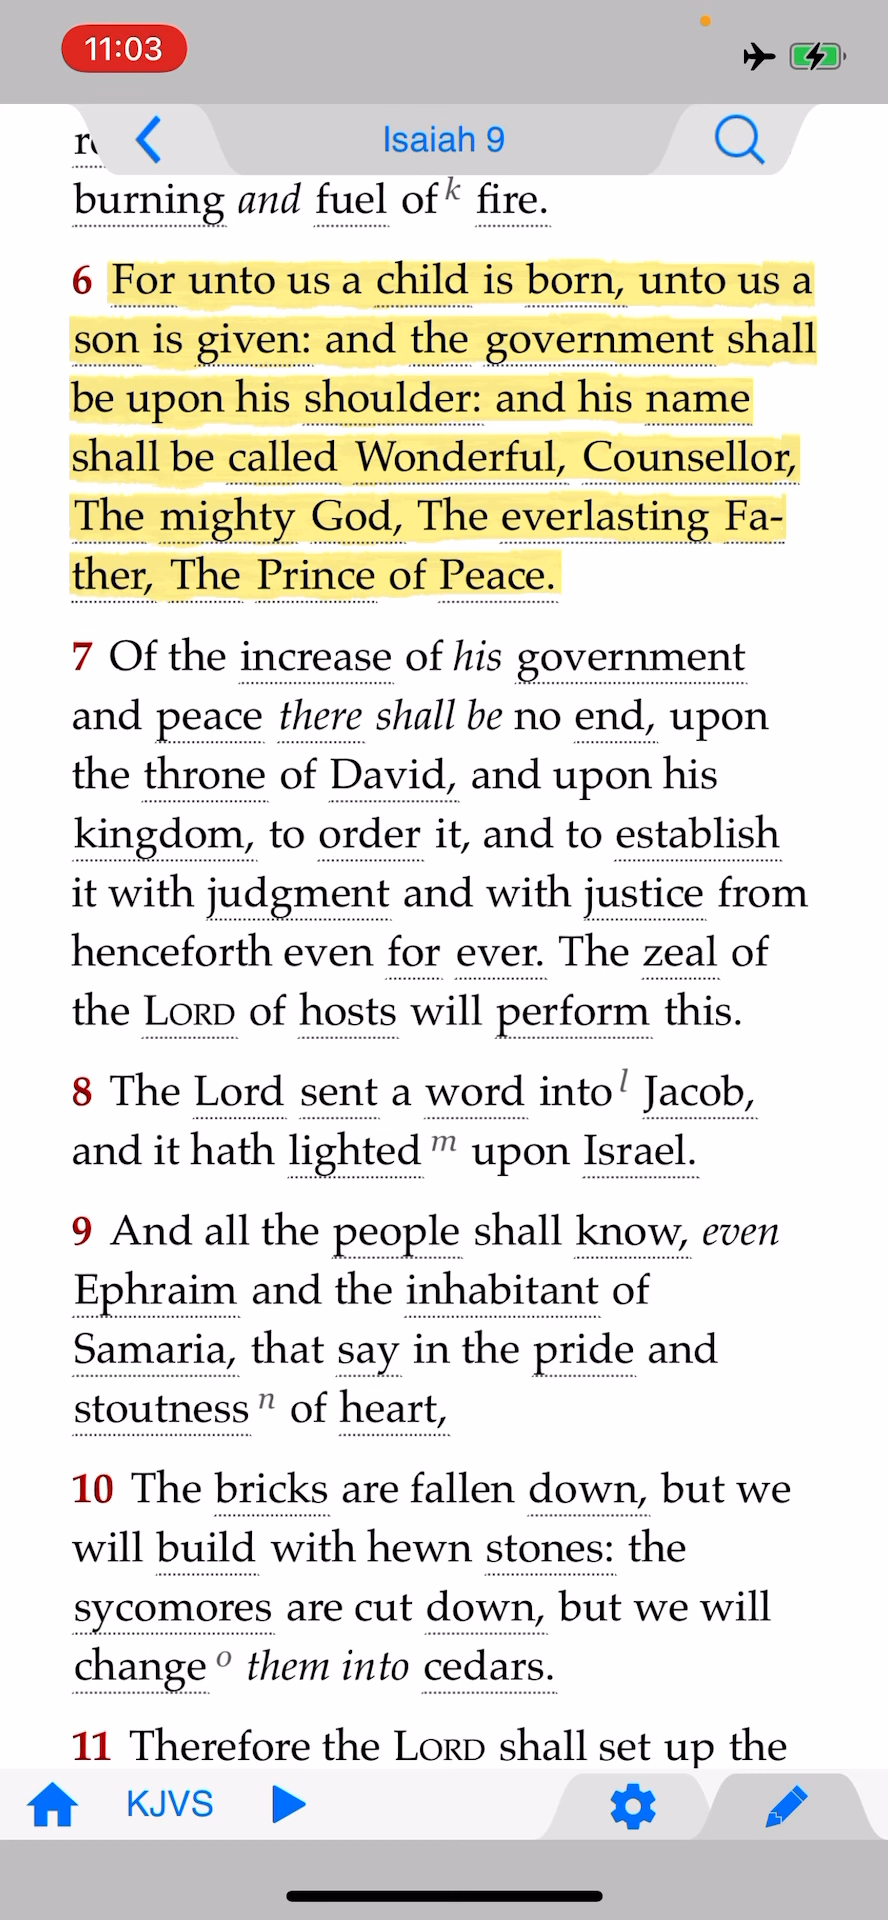 11:03
Isaiah 9
burning and fuel of k fire.
6 For unto us a child is born, unto us a
son is given: and the government shall
be upon his shoulder: and his name
shall be called Wonderful, Counsellor,
The mighty God, The everlasting Fa-
ther, The Prince of Peace.
7 Of the increase of his government
and peace there shall be no end, upon
the throne of David, and upon his
kingdom, to order it, and to establish
it with judgment and with justice from
henceforth even for ever. The zeal of
the LORD of hosts will perform this.
8 The Lord sent a word into l Jacob,
and it hath lighted m upon Israel.
9 And all the people shall know, even
Ephraim and the inhabitant of
Samaria, that say in the pride and
stoutness n of heart,
10 The bricks are fallen down, but we
will build with hewn stones: the
sycomores are cut down, but we will
change o them into cedars.
11 Therefore the LORD shall set up the
KJVS